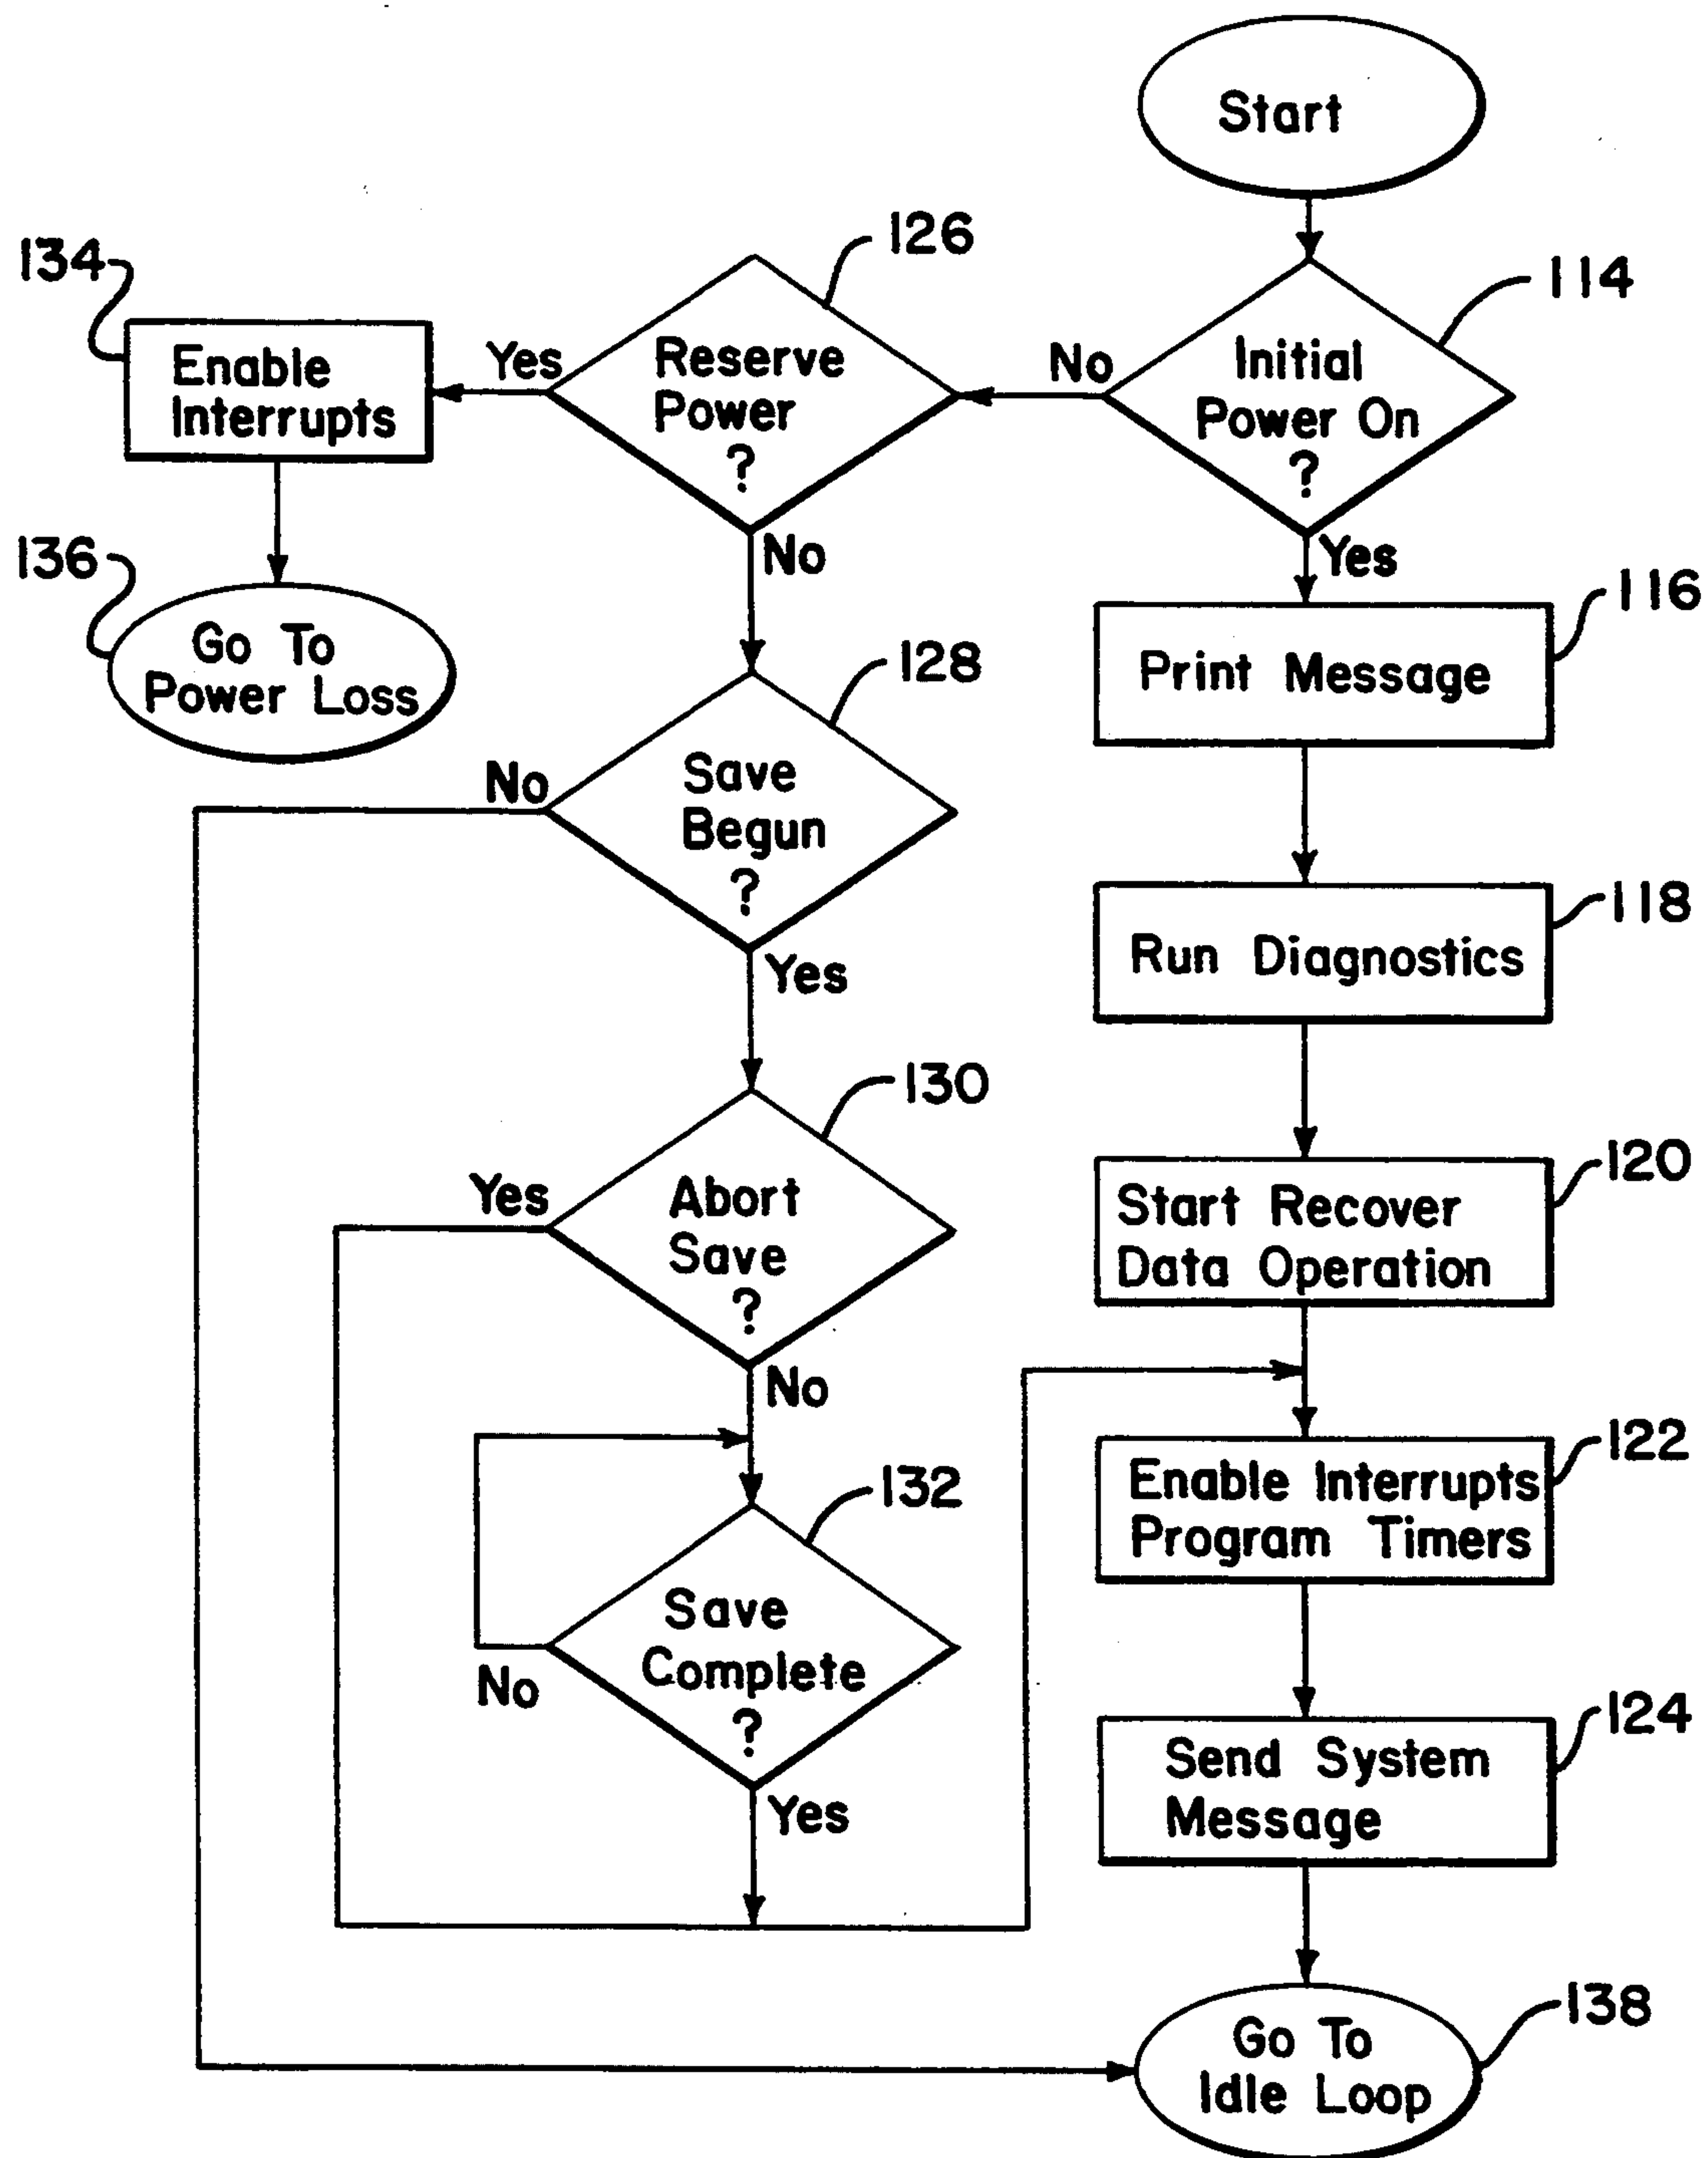 Start
126
134
114
Enable
Interrupts
Yes
Reserve
Power
?
No
Initial
Power On
?
No
Yes
136
Go To
Power Loss
116
Print Message
128
No
Save
Begun
?
Yes
118
Run Diagnostics
130
Yes
Abort
Save
?
No
120
Start Recover
Data Operation
122
Enable Interrupts
Program Timers
132
Save
Complete
?
No
Yes
124
Send System
Message
138
Go To
Idle Loop